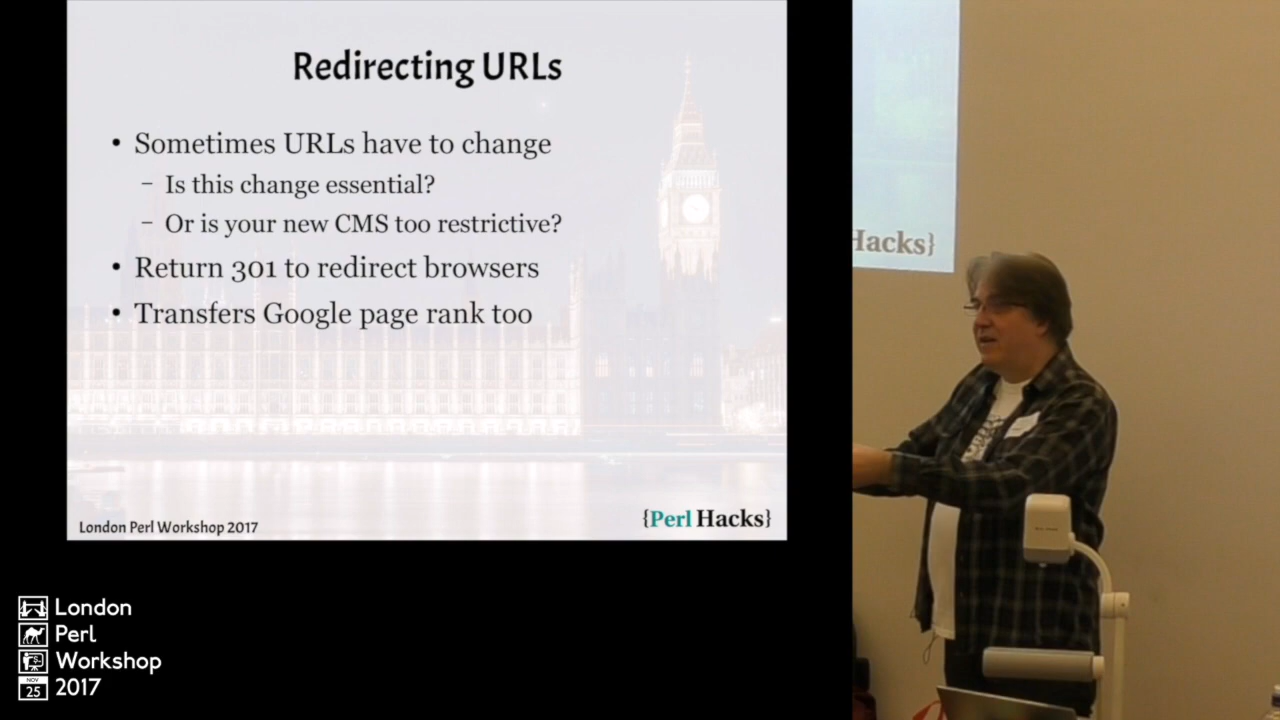 Redirecting URLs
• Sometimes URLs have to change
– Is this change essential?
– Or is your new CMS too restrictive?
• Return 301 to redirect browsers
• Transfers Google page rank too
London Perl Workshop 2017
{Perl Hacks}
Hacks}
London
Perl
Workshop
NOV
25
2017